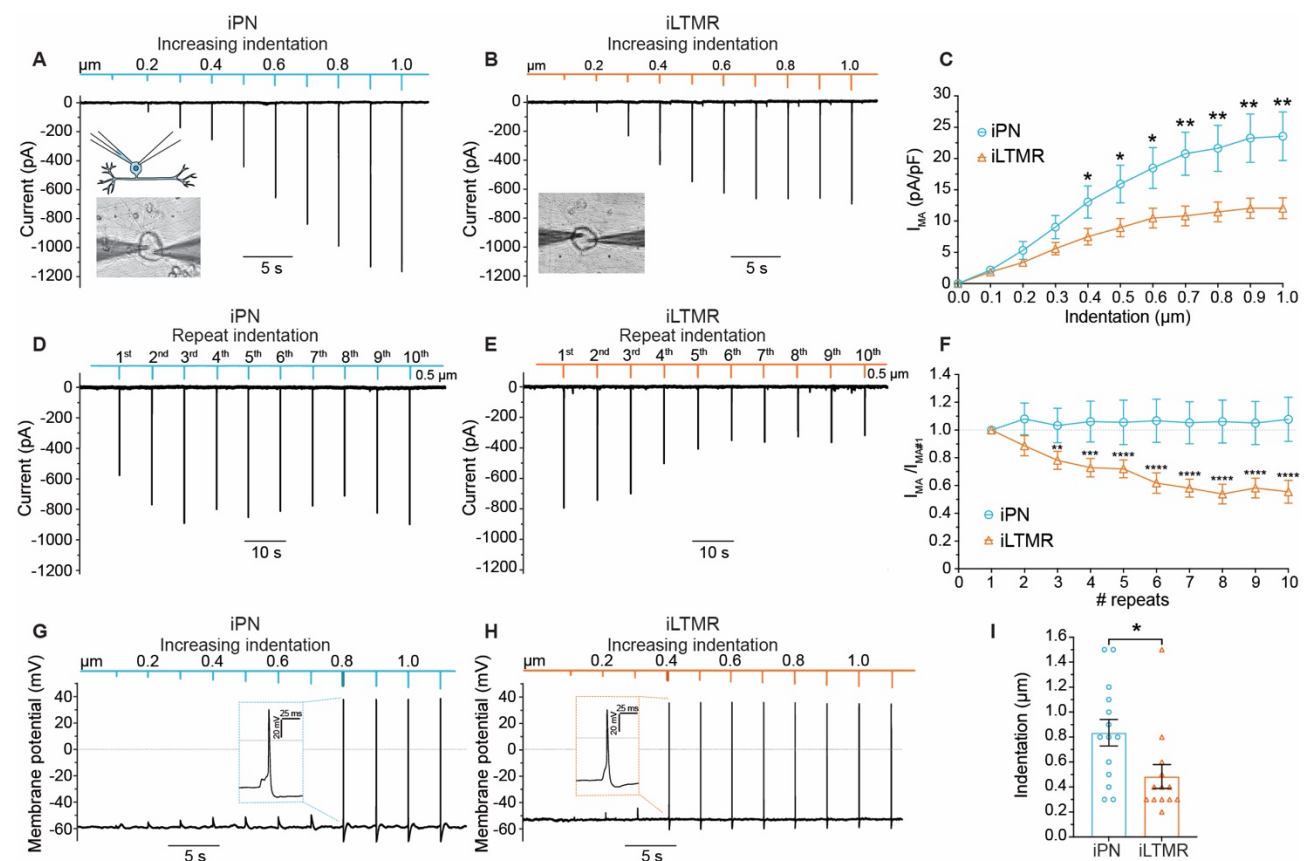 iPN
Increasing indentation
A
µm 0.2 0.4 0.6 0.8 1.0
0
-200
-400
-600
-800
-1000
-1200
Current (pA)
5 s
iLTMR
Increasing indentation
B
µm 0.2 0.4 0.6 0.8 1.0
0
-200
-400
-600
-800
-1000
-1200
Current (pA)
5 s
C
35
30
25
20
15
10
5
0
I_MA (pA/pF)
iPN
iLTMR
* * * ** ** ** **
0.0 0.1 0.2 0.3 0.4 0.5 0.6 0.7 0.8 0.9 1.0
Indentation (µm)
iPN
Repeat indentation
D
1st 2nd 3rd 4th 5th 6th 7th 8th 9th 10th
0.5 µm
0
-200
-400
-600
-800
-1000
-1200
Current (pA)
10 s
iLTMR
Repeat indentation
E
1st 2nd 3rd 4th 5th 6th 7th 8th 9th 10th
0.5 µm
0
-200
-400
-600
-800
-1000
-1200
Current (pA)
10 s
F
1.4
1.2
1.0
0.8
0.6
0.4
0.2
0
I_MA/I_MA#1
** *** **** **** **** **** **** ****
iPN
iLTMR
0 1 2 3 4 5 6 7 8 9 10
# repeats
iPN
Increasing indentation
G
µm 0.2 0.4 0.6 0.8 1.0
40
20
0
-20
-40
-60
Membrane potential (mV)
25 ms
20 mV
5 s
iLTMR
Increasing indentation
H
µm 0.2 0.4 0.6 0.8 1.0
40
20
0
-20
-40
-60
Membrane potential (mV)
25 ms
20 mV
5 s
I
*
1.6
1.4
1.2
1.0
0.8
0.6
0.4
0.2
0.0
Indentation (µm)
iPN iLTMR